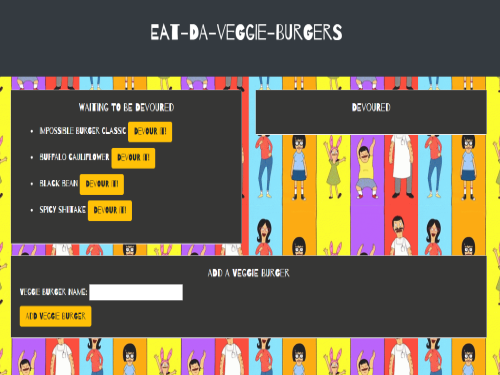 EAT-DA-VEGGIE-BURGERS
WAITING TO BE DEVOURED
IMPOSSIBLE BURGER CLASSIC DEVOUR IT!
BUFFALO CAULIFLOWER DEVOUR IT!
BLACK BEAN DEVOUR IT!
SPICY SHIITAKE DEVOUR IT!
DEVOURED
ADD A VEGGIE BURGER
VEGGIE BURGER NAME:
ADD VEGGIE BURGER